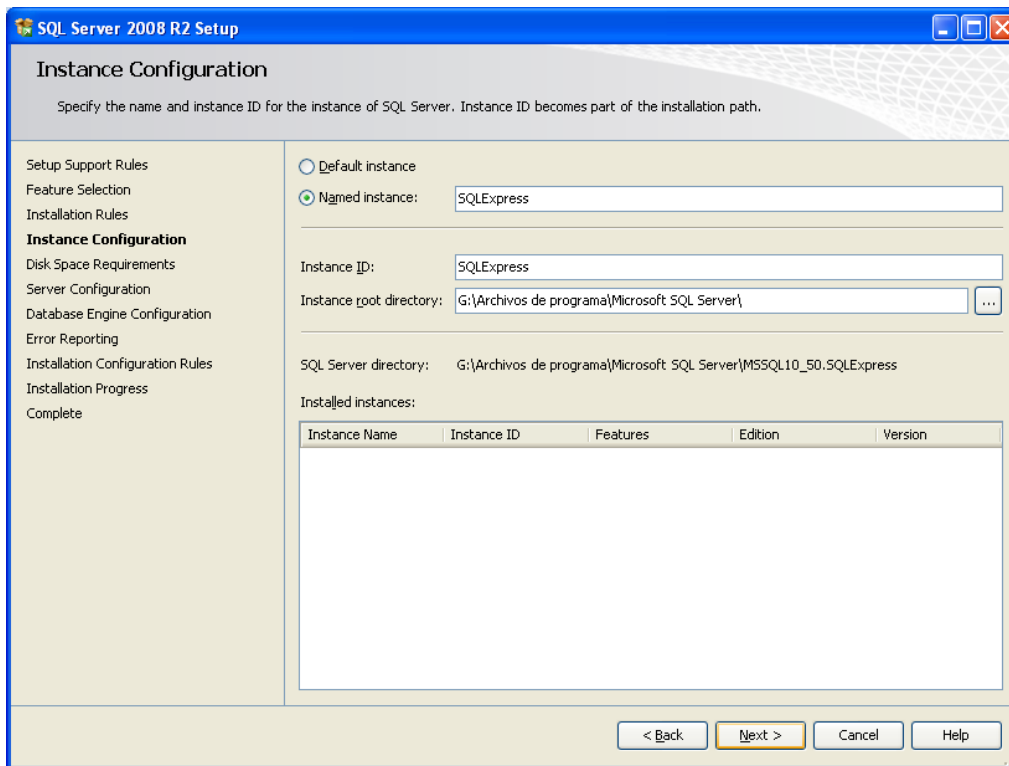 SQL Server 2008 R2 Setup
Instance Configuration
Specify the name and instance ID for the instance of SQL Server. Instance ID becomes part of the installation path.
Setup Support Rules
Feature Selection
Installation Rules
Instance Configuration
Disk Space Requirements
Server Configuration
Database Engine Configuration
Error Reporting
Installation Configuration Rules
Installation Progress
Complete
Default instance
Named instance: SQLExpress
Instance ID: SQLExpress
Instance root directory: G:\Archivos de programa\Microsoft SQL Server\ ...
SQL Server directory: G:\Archivos de programa\Microsoft SQL Server\MSSQL10_50.SQLExpress
Installed instances:
Instance Name Instance ID Features Edition Version
< Back Next > Cancel Help